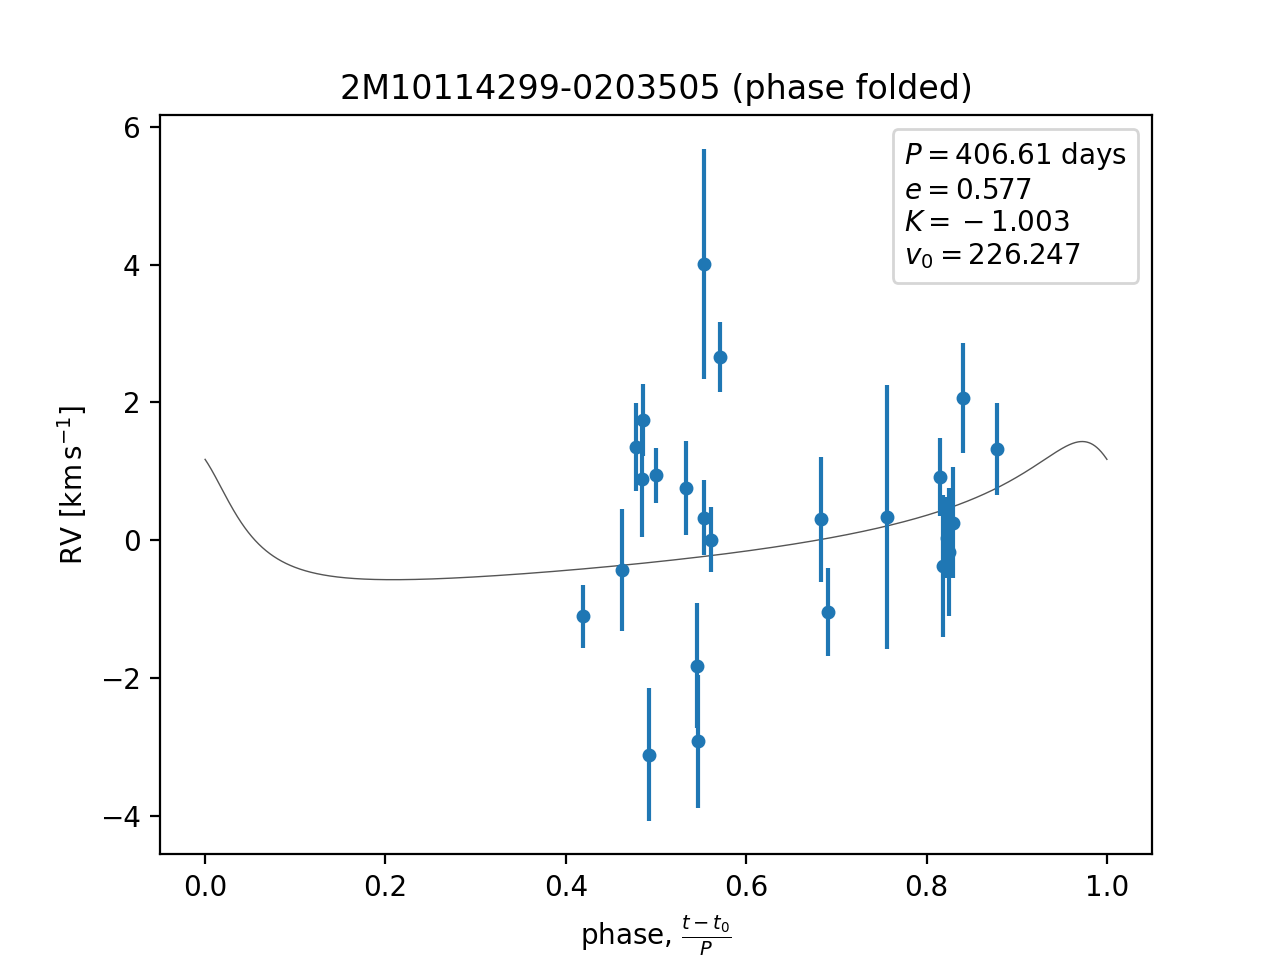 2M10114299-0203505 (phase folded)
P = 406.61 days
e = 0.577
K = −1.003
v₀ = 226.247
6
4
2
0
−2
−4
RV [km s⁻¹]
0.0 0.2 0.4 0.6 0.8 1.0
phase, (t − t₀)/P